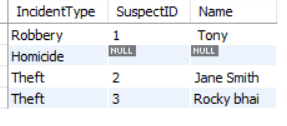 IncidentType SuspectID Name
Robbery 1 Tony
Homicide NULL NULL
Theft 2 Jane Smith
Theft 3 Rocky bhai